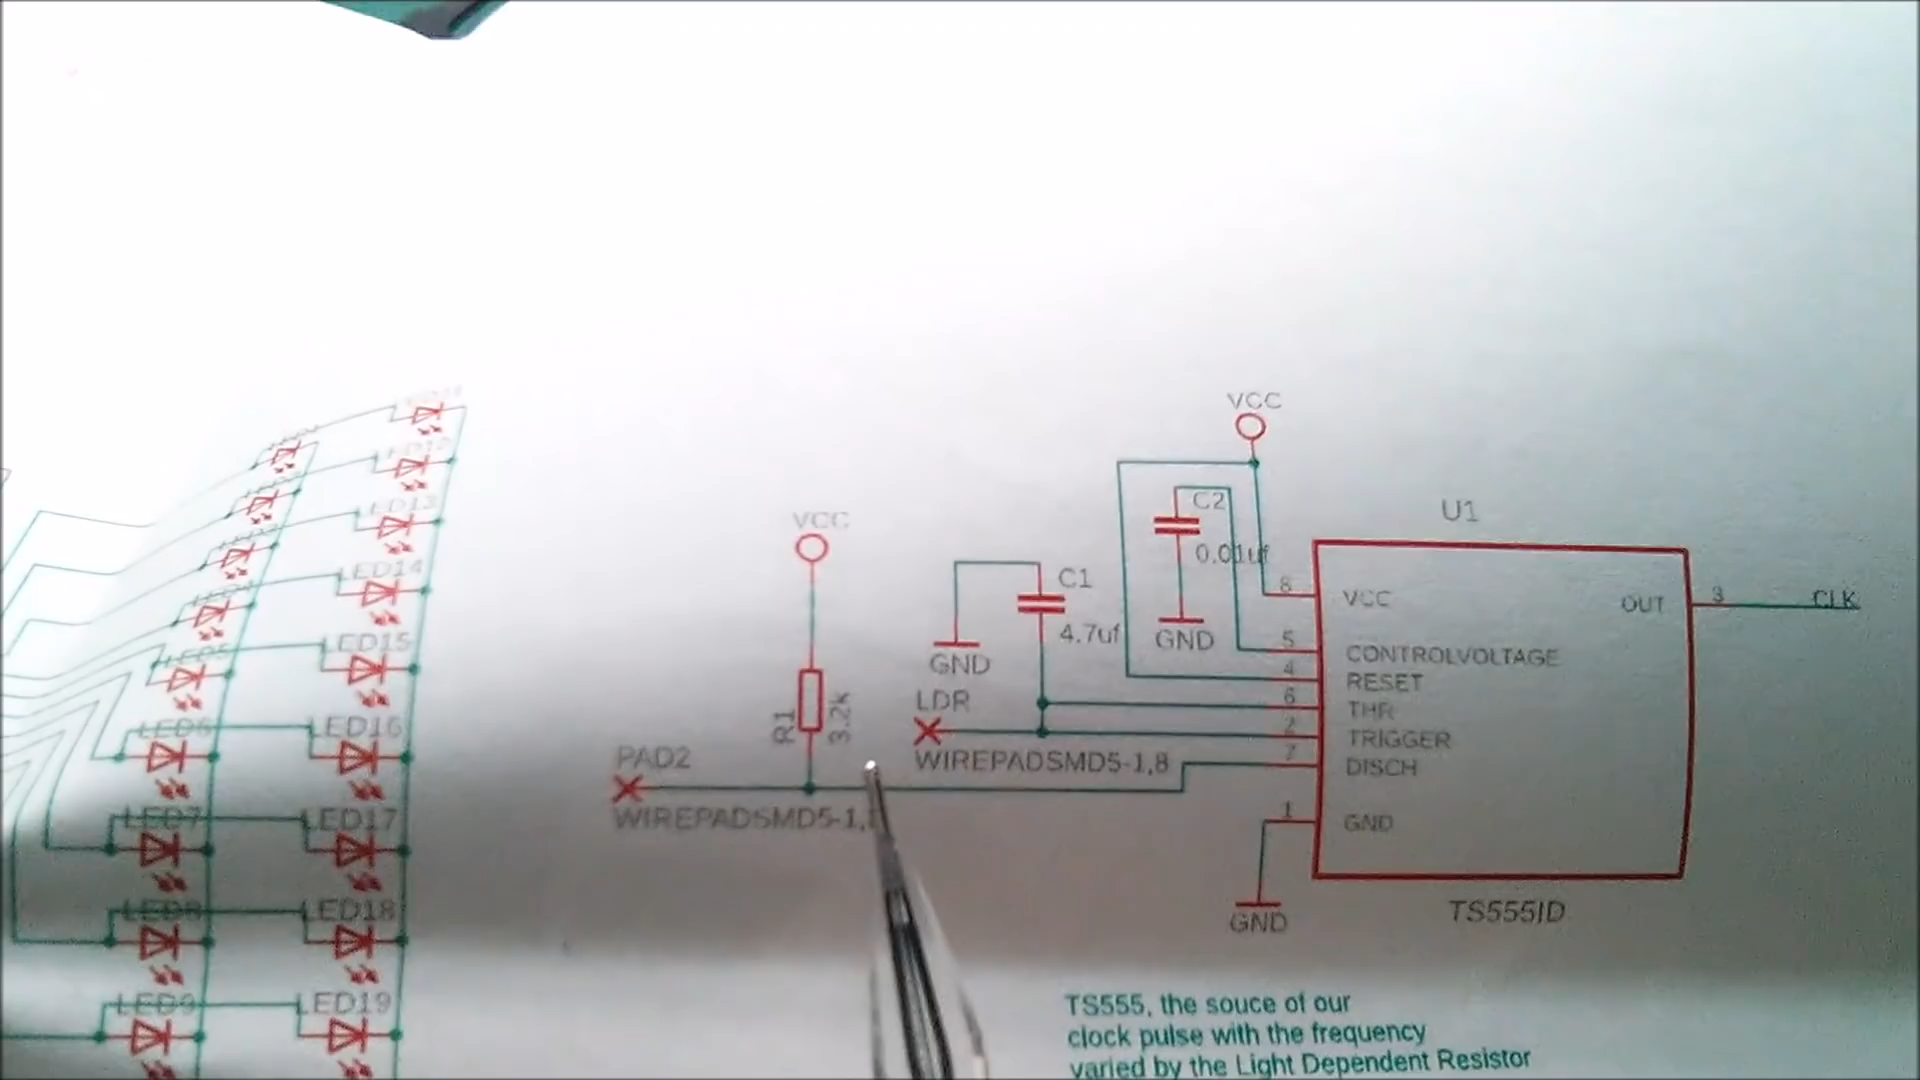 LED12
LED13
LED14
LED15
LED5
LED16
LED6
LED17
LED7
LED18
LED8
LED19
LED9
VCC
R1
3.2k
PAD2
WIREPADSMD5-1,
GND
C1
4.7uf
LDR
WIREPADSMD5-1,8
VCC
C2
0.01uf
GND
U1
8
VCC
OUT
3
CLK
5
CONTROLVOLTAGE
4
RESET
6
THR
2
TRIGGER
7
DISCH
1
GND
GND
TS555ID
TS555, the souce of our
clock pulse with the frequency
varied by the Light Dependent Resistor